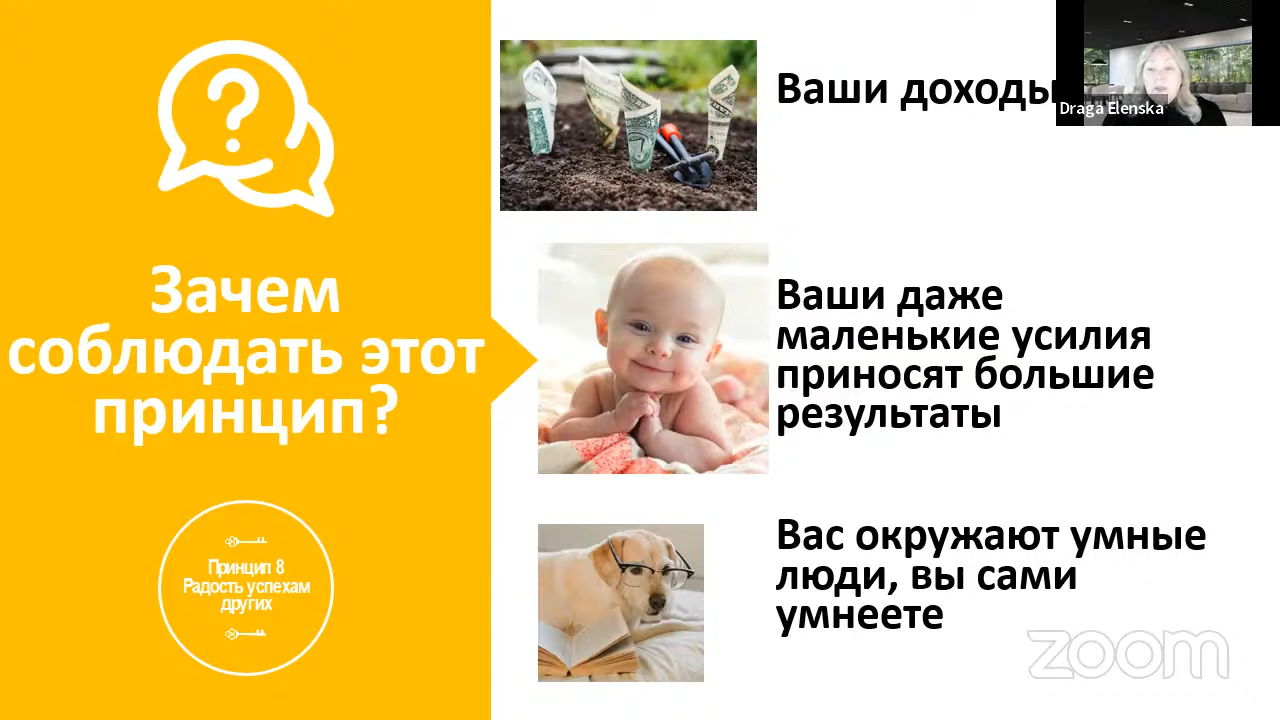 Зачем
соблюдать этот
принцип?
Принцип 8
Радость успехам
других
Ваши доходы
Draga Elenska
Ваши даже
маленькие усилия
приносят большие
результаты
Вас окружают умные
люди, вы сами
умнеете
zoom